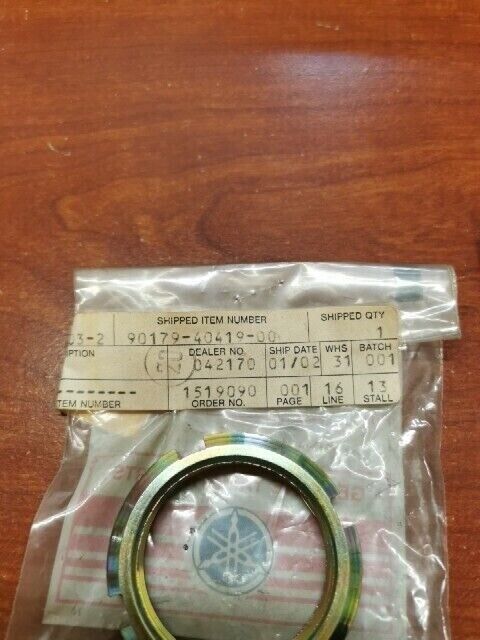 SHIPPED ITEM NUMBER SHIPPED QTY
3-2 90179-40419-00 1
IPTION DEALER NO. SHIP DATE WHS BATCH
042170 01/02 31 001
-------- 1519090 001 16 13
TEM NUMBER ORDER NO. PAGE LINE STALL